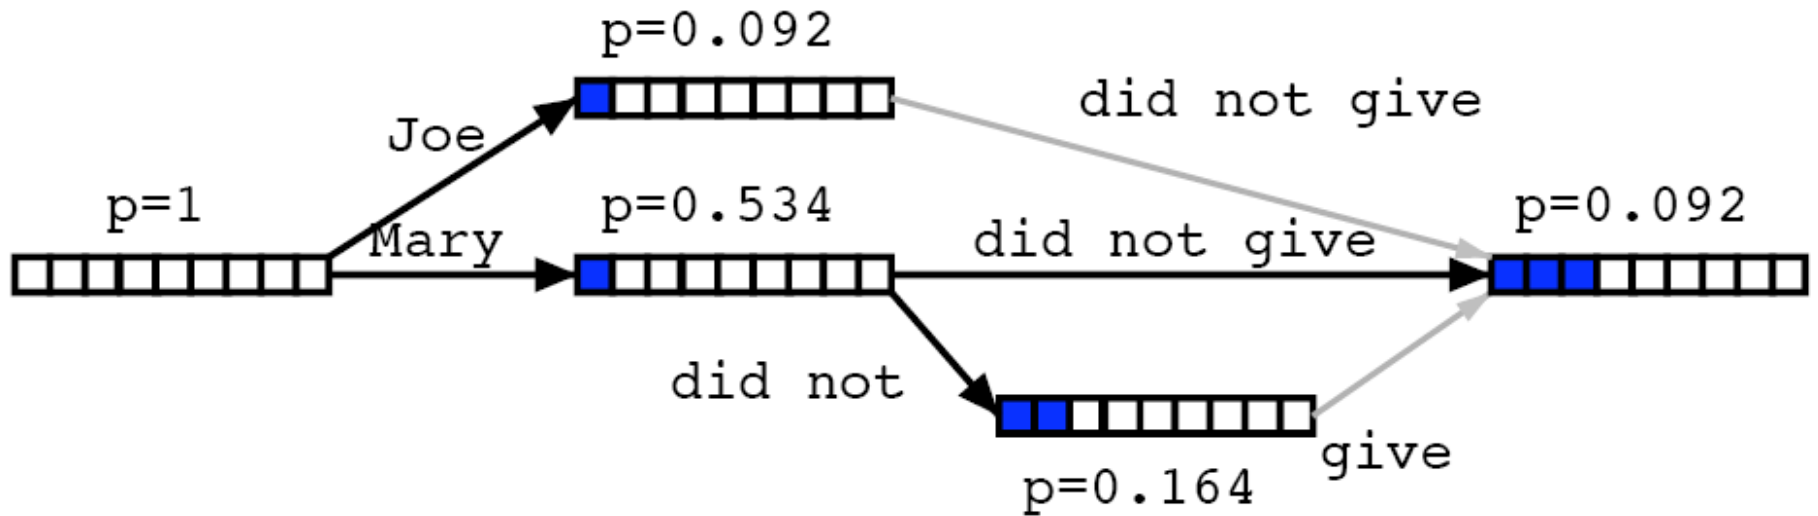 p=0.092
did not give
Joe
p=1
p=0.534
p=0.092
Mary
did not give
did not
give
p=0.164